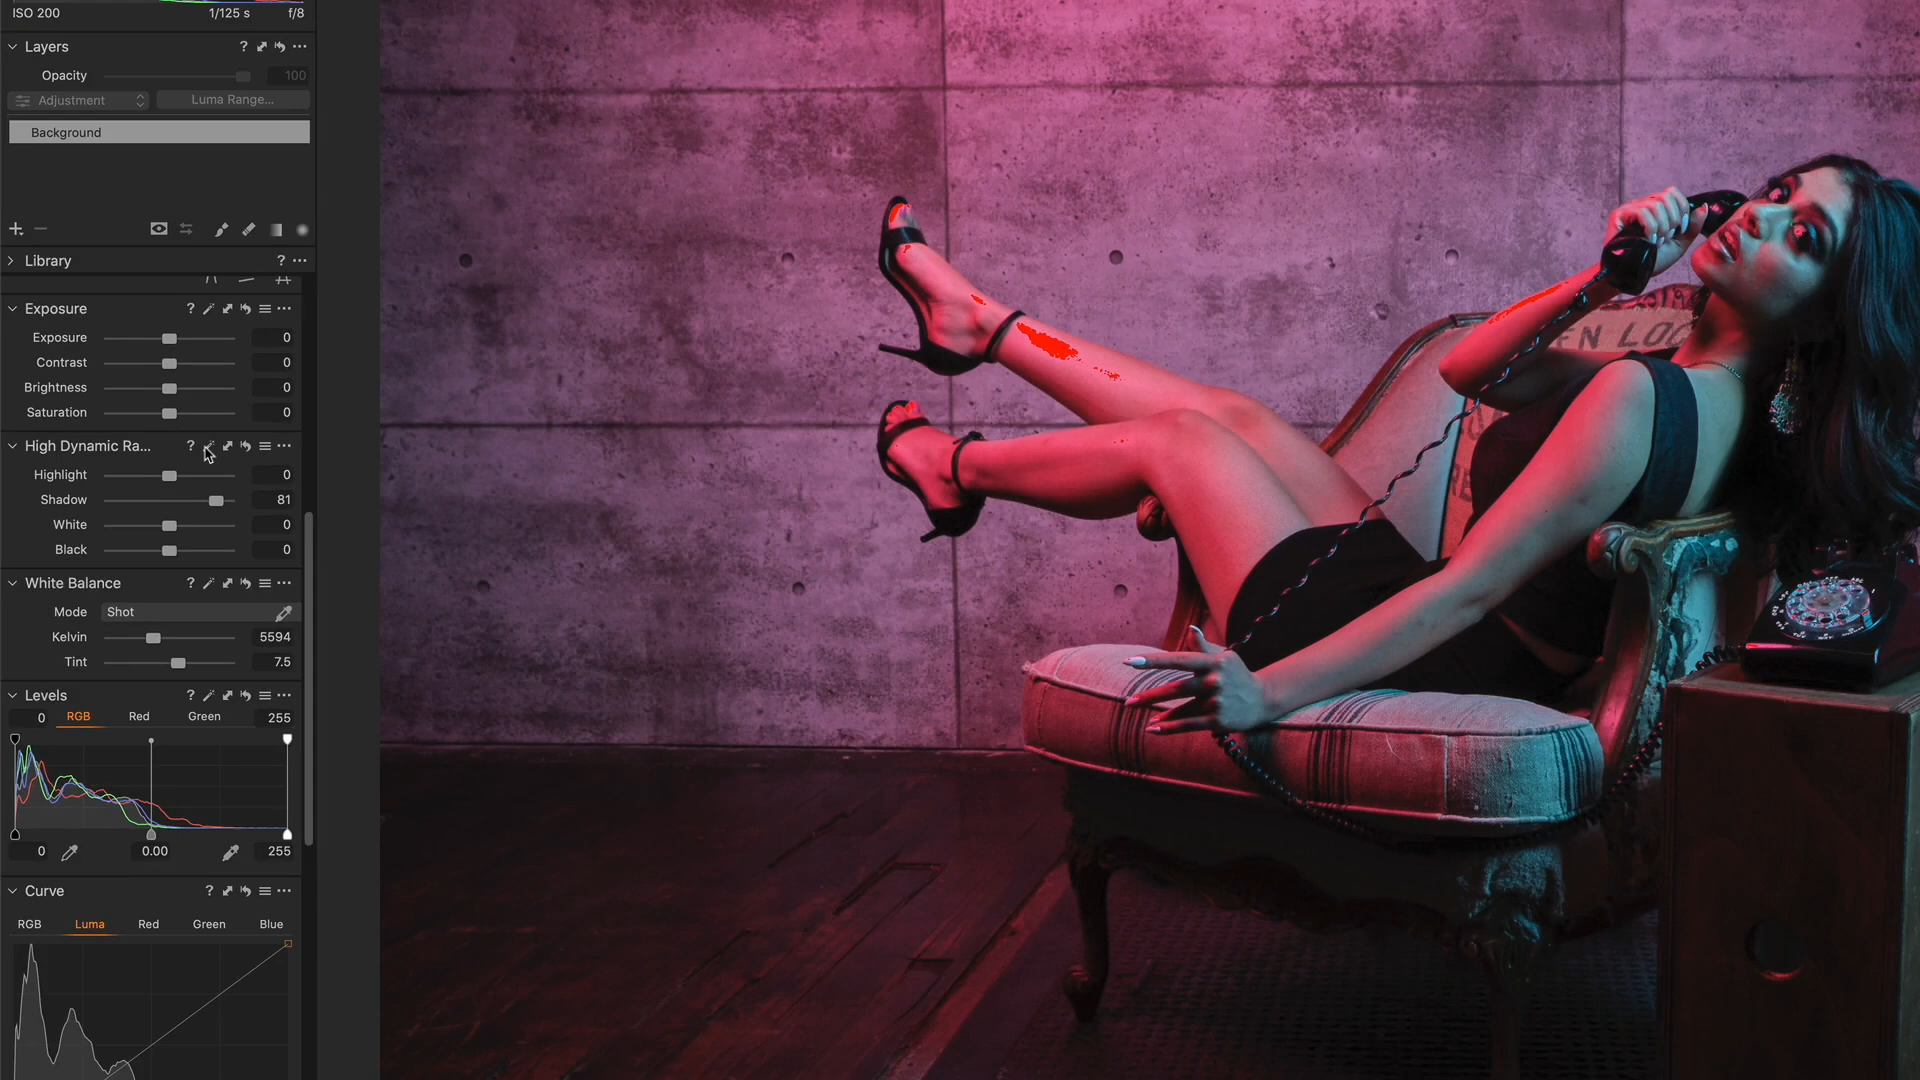 ISO 200 1/125 s f/8
Layers ?
Opacity 100
Adjustment Luma Range...
Background
Library ?
Exposure ?
Exposure 0
Contrast 0
Brightness 0
Saturation 0
High Dynamic Ra... ?
Highlight 0
Shadow 81
White 0
Black 0
White Balance ?
Mode Shot
Kelvin 5594
Tint 7.5
Levels ?
0 RGB Red Green 255
0 0.00 255
Curve ?
RGB Luma Red Green Blue
EN LOO